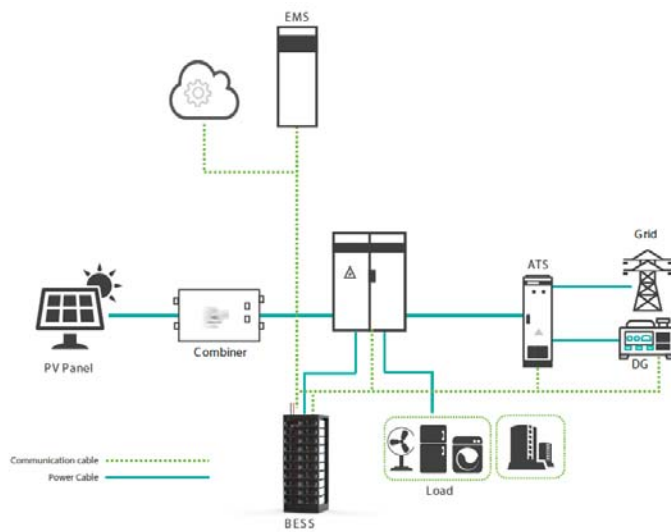 EMS
Grid
ATS
Combiner
PV Panel
DG
Communication cable
Power Cable
Load
BESS